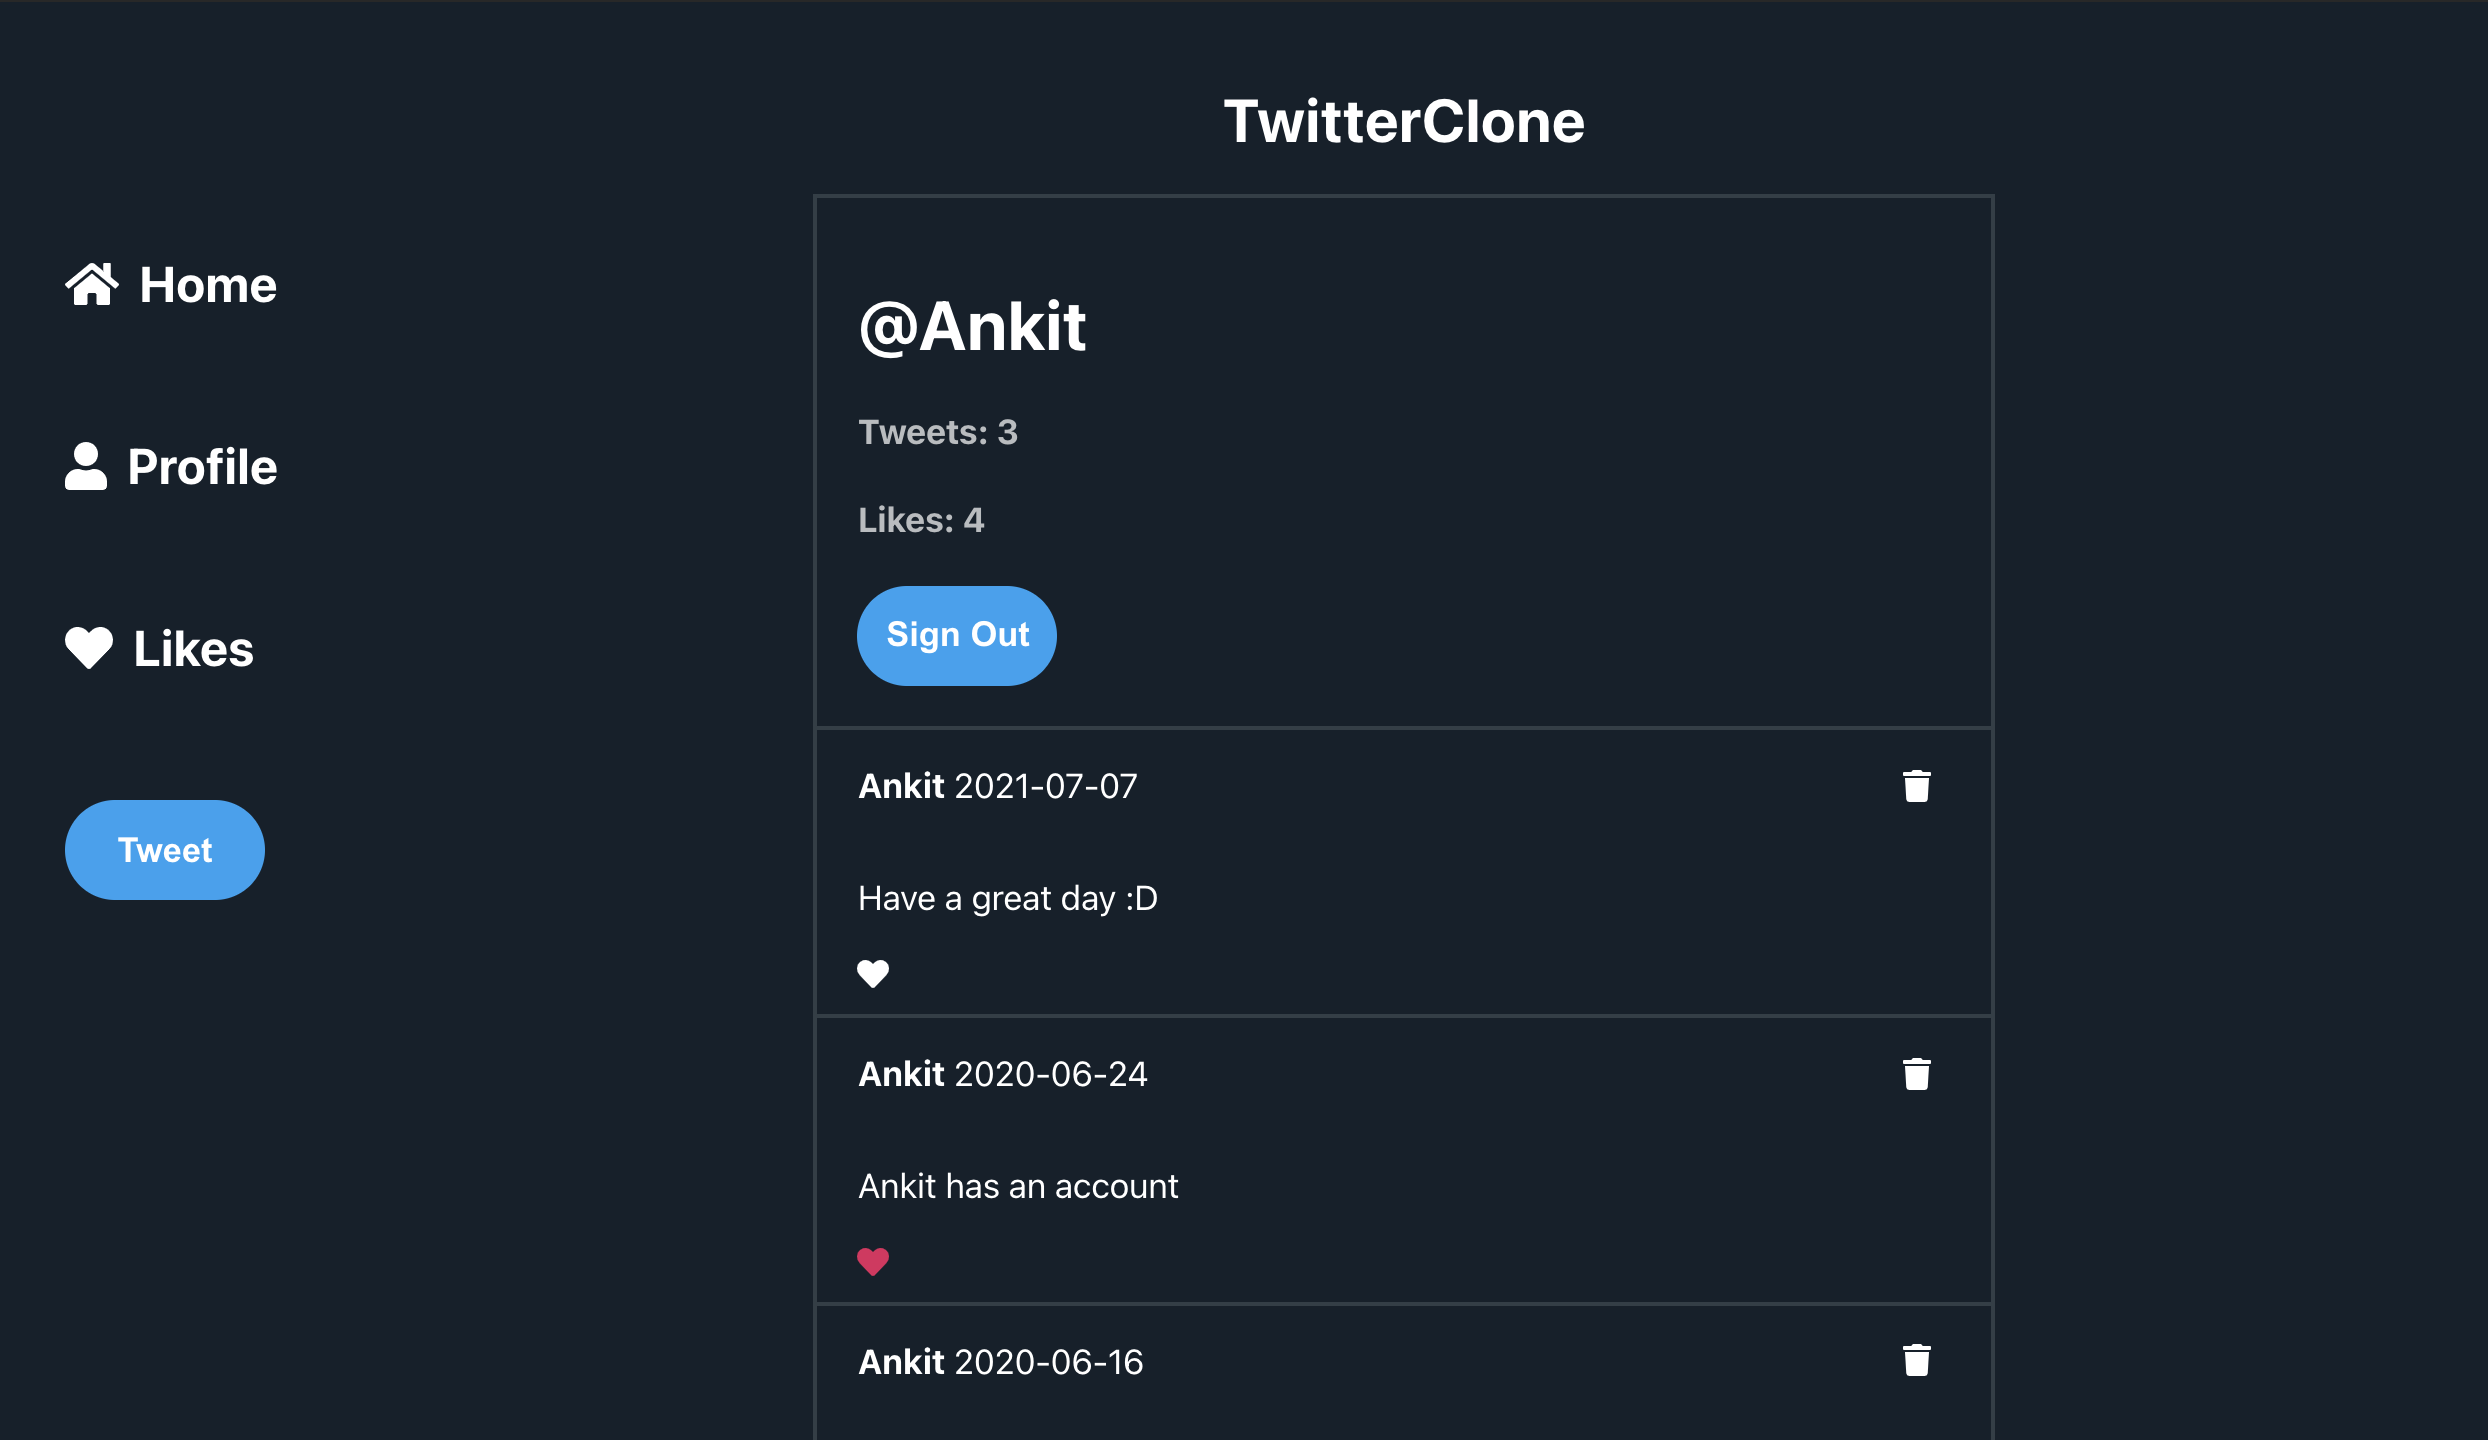 TwitterClone
Home
Profile
Likes
Tweet
@Ankit
Tweets: 3
Likes: 4
Sign Out
Ankit 2021-07-07
Have a great day :D
Ankit 2020-06-24
Ankit has an account
Ankit 2020-06-16